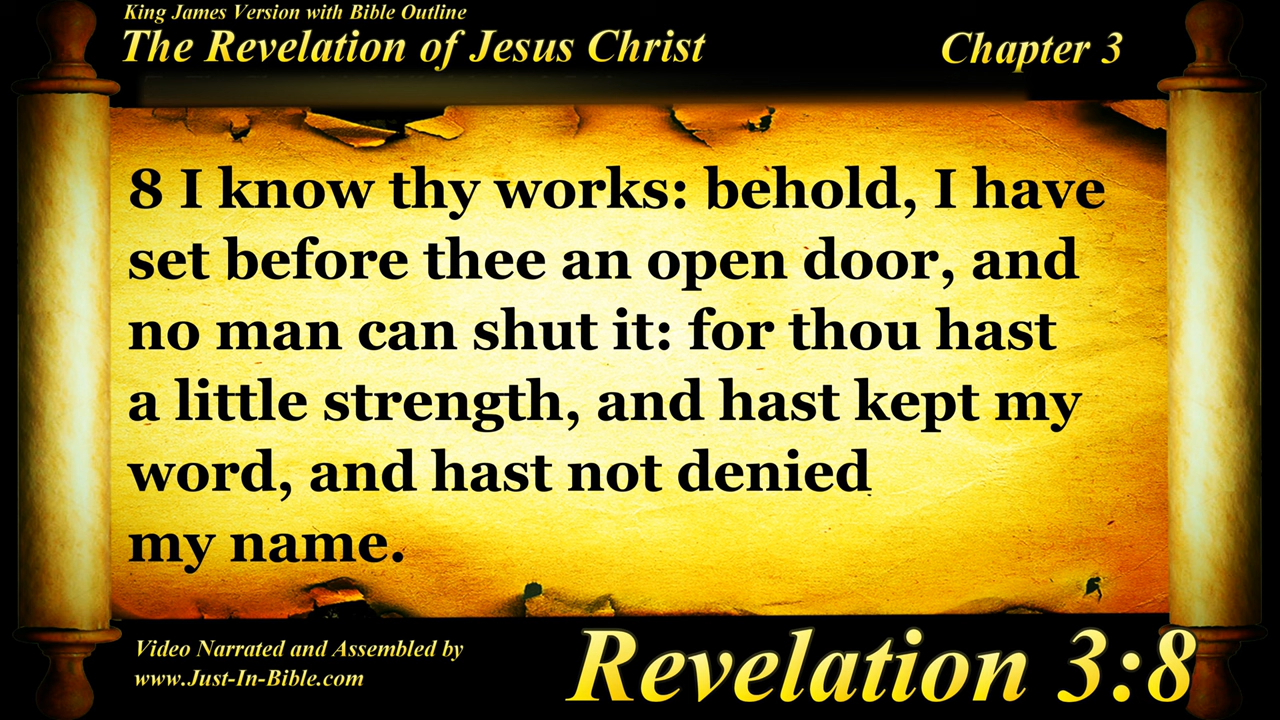 King James Version with Bible Outline
The Revelation of Jesus Christ
Chapter 3
8 I know thy works: behold, I have
set before thee an open door, and
no man can shut it: for thou hast
a little strength, and hast kept my
word, and hast not denied
my name.
Video Narrated and Assembled by
www.Just-In-Bible.com
Revelation 3:8